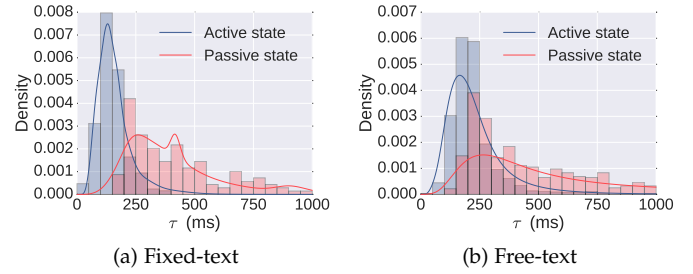 0.008
0.007
0.006
0.005
0.004
0.003
0.002
0.001
0.000
Density
Active state
Passive state
0 250 500 750 1000
τ (ms)
(a) Fixed-text
0.007
0.006
0.005
0.004
0.003
0.002
0.001
0.000
Density
Active state
Passive state
0 250 500 750 1000
τ (ms)
(b) Free-text